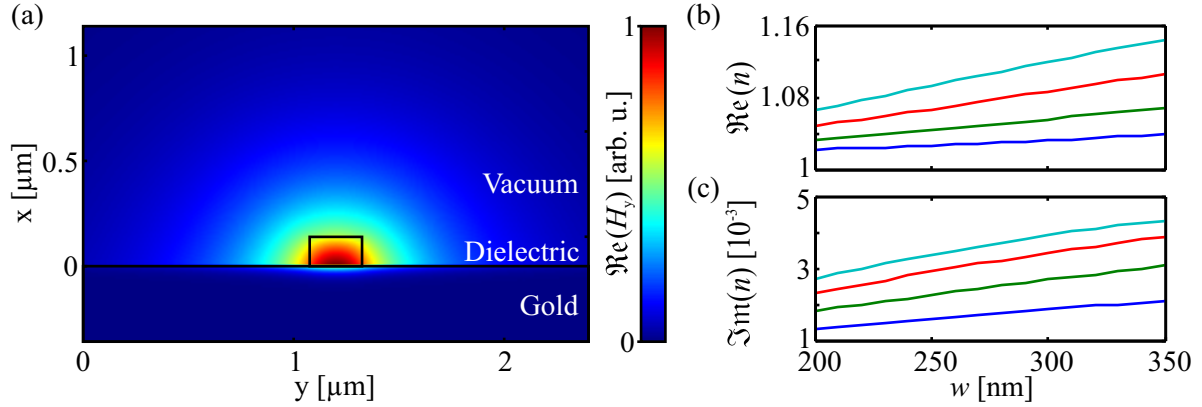 (a)
1
0.5
0
x [µm]
Vacuum
Dielectric
Gold
0
1
2
y [µm]
1
0
ℜe(Hy) [arb. u.]
(b)
1.16
1.08
1
ℜe(n)
(c)
5
3
1
ℑm(n) [10-3]
200
250
300
350
w [nm]